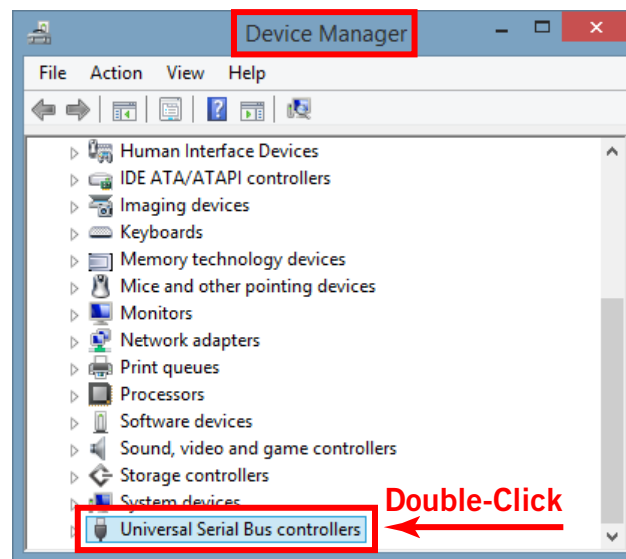 Device Manager
File Action View Help
Human Interface Devices
IDE ATA/ATAPI controllers
Imaging devices
Keyboards
Memory technology devices
Mice and other pointing devices
Monitors
Network adapters
Print queues
Processors
Software devices
Sound, video and game controllers
Storage controllers
System devices
Double-Click
Universal Serial Bus controllers